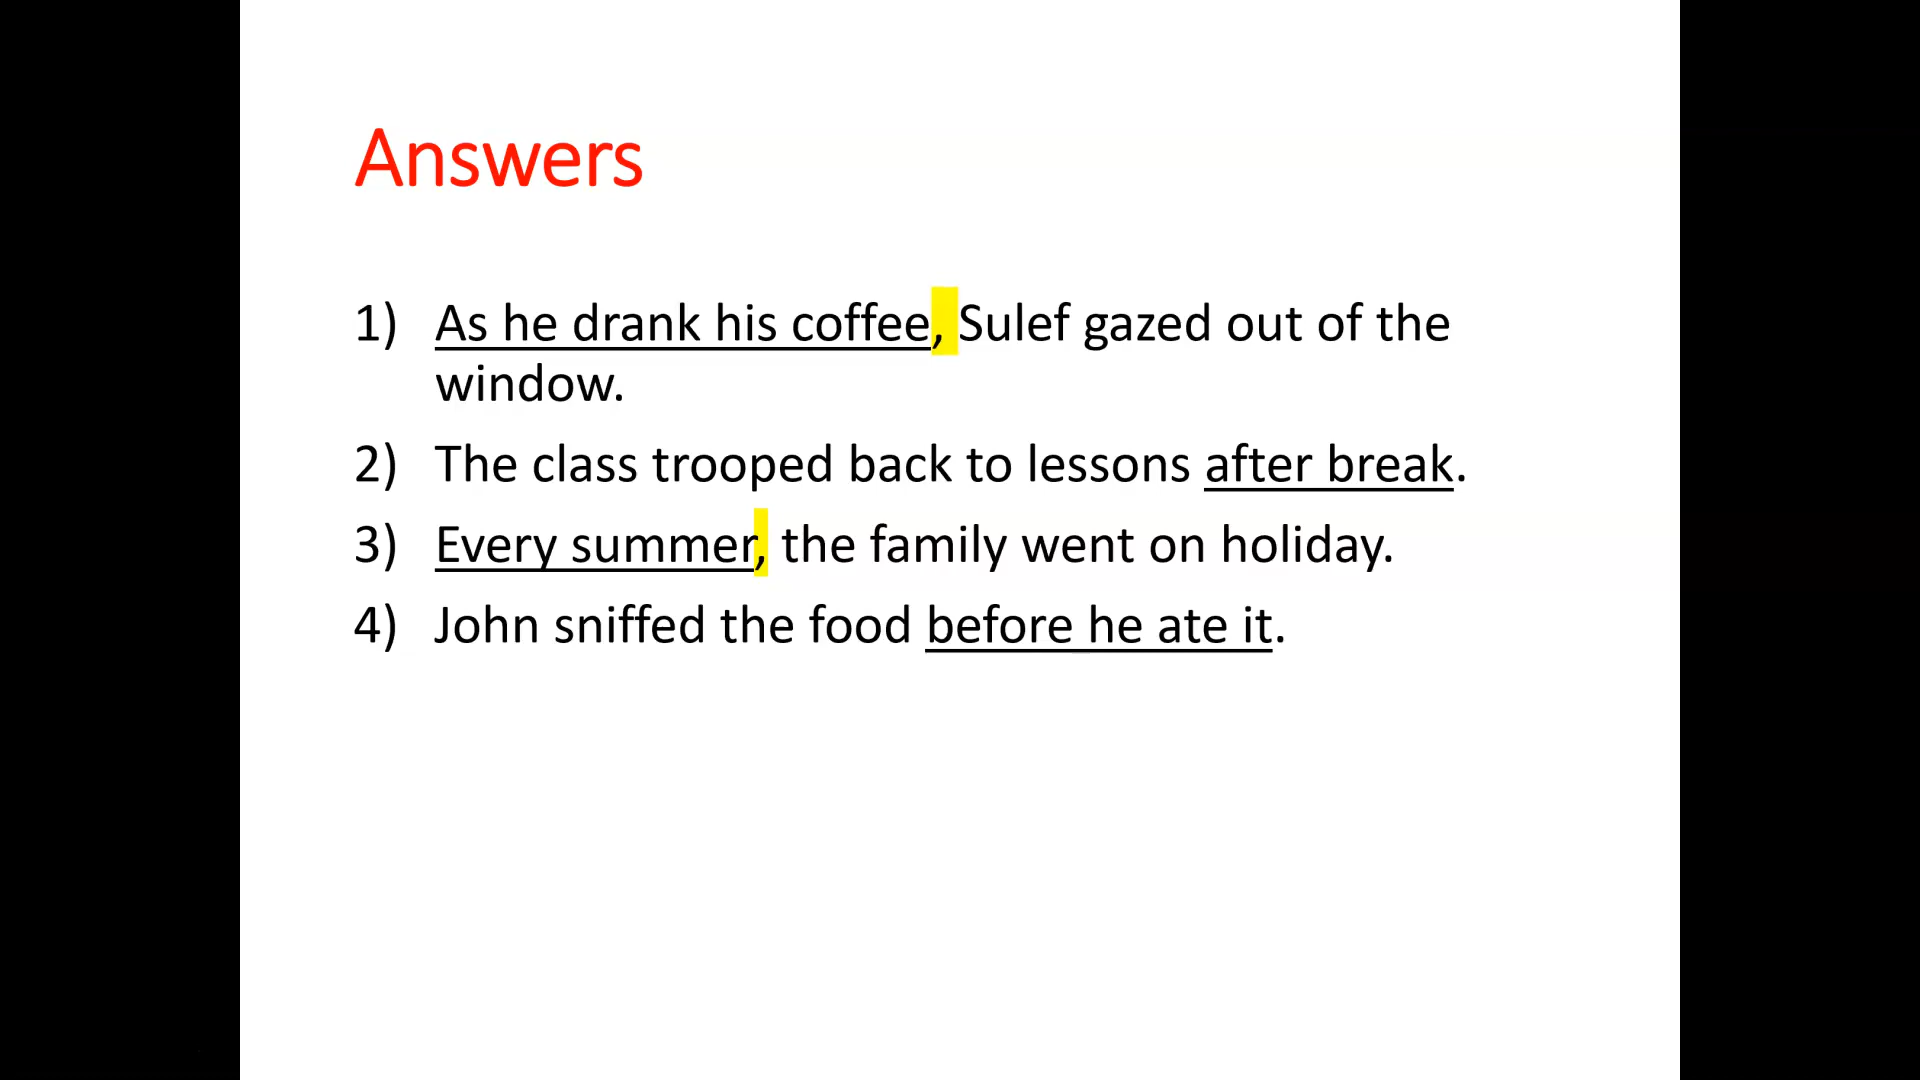 Answers
1) As he drank his coffee, Sulef gazed out of the
window.
2) The class trooped back to lessons after break.
3) Every summer, the family went on holiday.
4) John sniffed the food before he ate it.